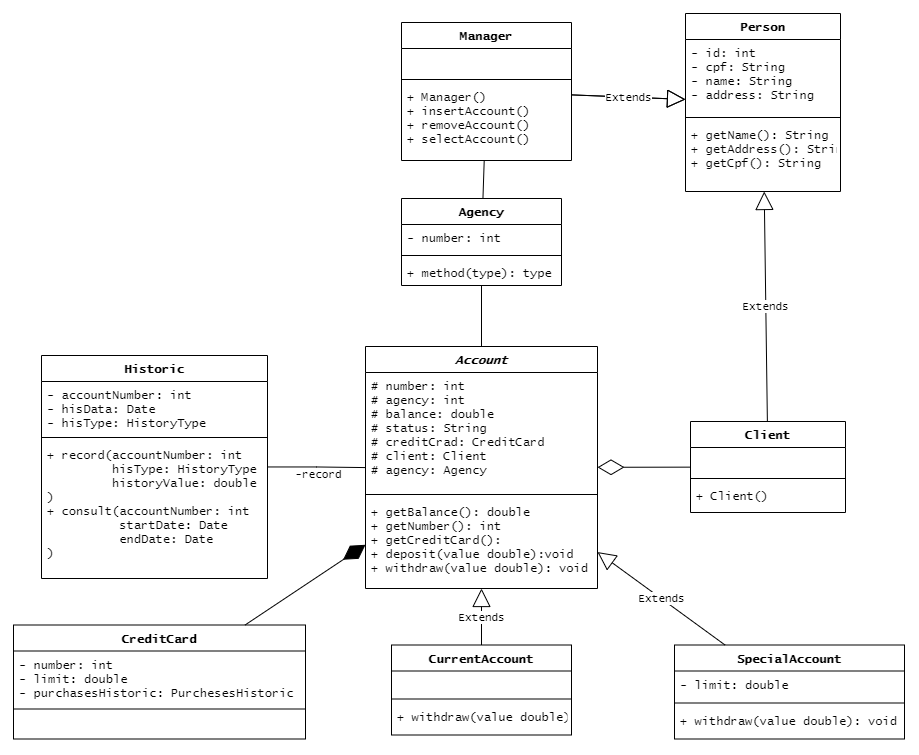 Manager
+ Manager()
+ insertAccount()
+ removeAccount()
+ selectAccount()
Extends
Person
- id: int
- cpf: String
- name: String
- address: String
+ getName(): String
+ getAddress(): Stri
+ getCpf(): String
Agency
- number: int
+ method(type): type
Extends
Historic
- accountNumber: int
- hisData: Date
- hisType: HistoryType
+ record(accountNumber: int
hisType: HistoryType
historyValue: double
)
+ consult(accountNumber: int
startDate: Date
endDate: Date
)
-record
Account
# number: int
# agency: int
# balance: double
# status: String
# creditCrad: CreditCard
# client: Client
# agency: Agency
+ getBalance(): double
+ getNumber(): int
+ getCreditCard():
+ deposit(value double):void
+ withdraw(value double): void
Client
+ Client()
Extends
Extends
CreditCard
- number: int
- limit: double
- purchasesHistoric: PurchesesHistoric
CurrentAccount
+ withdraw(value double)
SpecialAccount
- limit: double
+ withdraw(value double): void